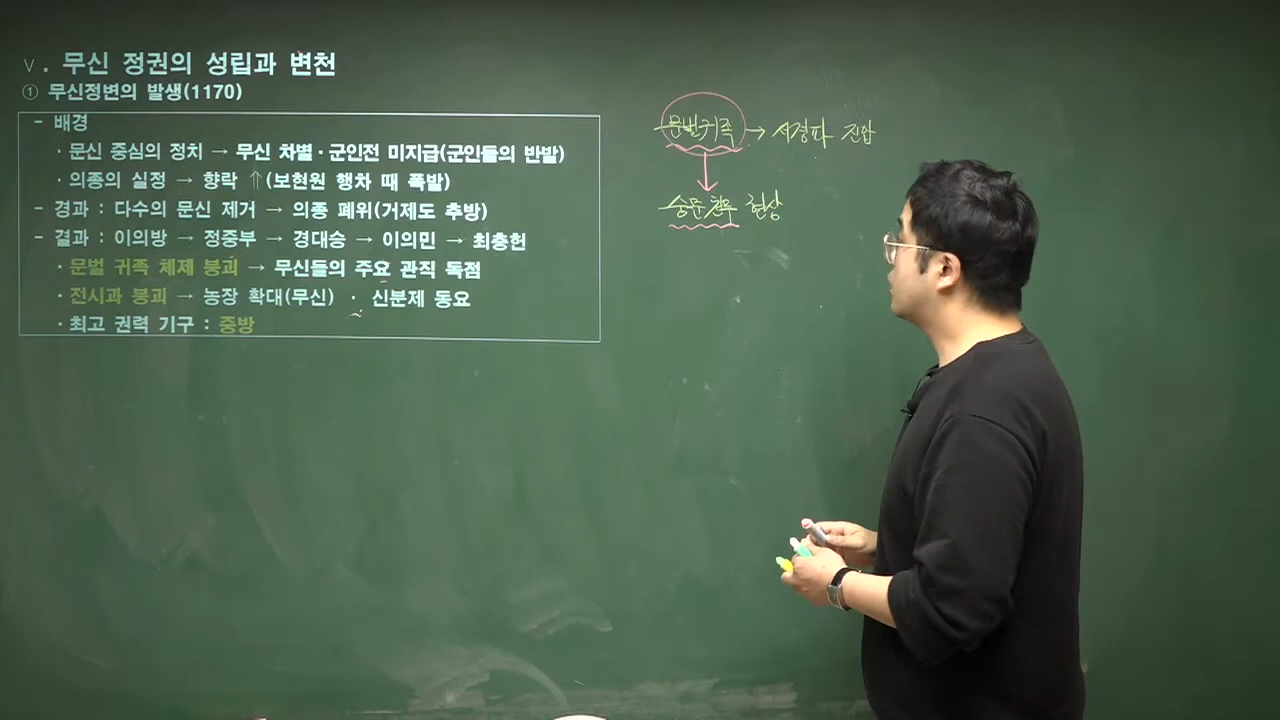 Ⅴ. 무신 정권의 성립과 변천
① 무신정변의 발생(1170)
- 배경
· 문신 중심의 정치 → 무신 차별 · 군인전 미지급(군인들의 반발)
· 의종의 실정 → 향락 ⇑(보현원 행차 때 폭발)
- 경과 : 다수의 문신 제거 → 의종 폐위(거제도 추방)
- 결과 : 이의방 → 정중부 → 경대승 → 이의민 → 최충헌
· 문벌 귀족 체제 붕괴 → 무신들의 주요 관직 독점
· 전시과 붕괴 → 농장 확대(무신) · 신분제 동요
· 최고 권력 기구 : 중방
문벌귀족 → 서경파 진압
숭문천무 현상